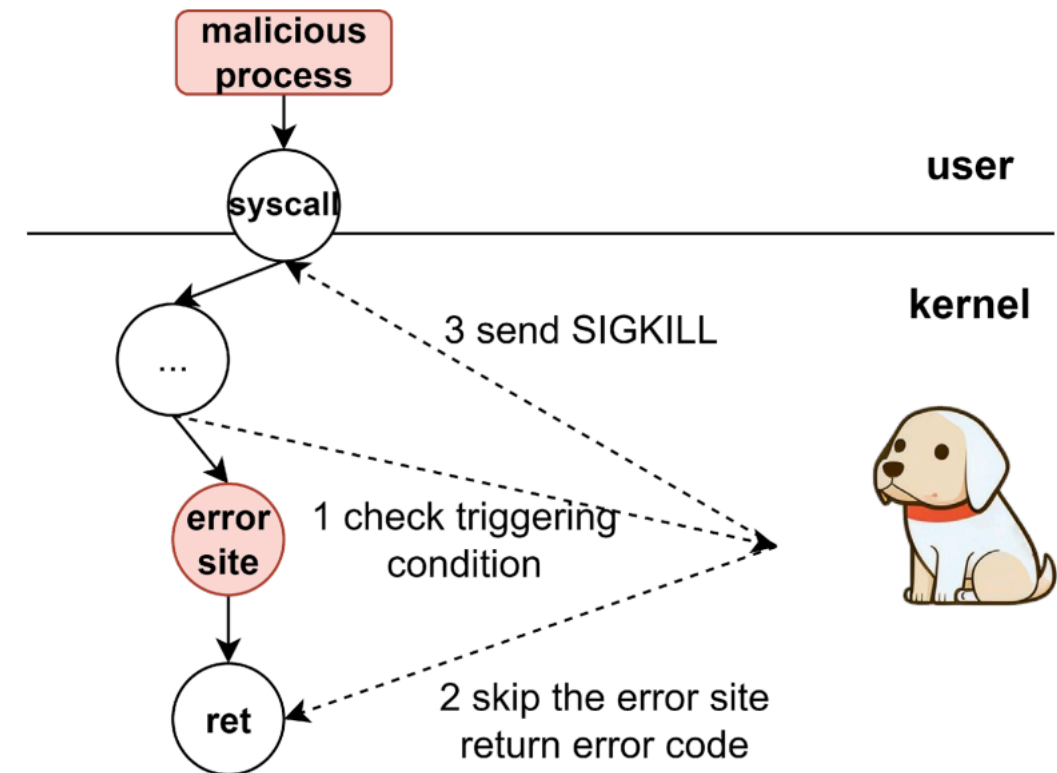 malicious
process
syscall
user
kernel
3 send SIGKILL
...
error
site
1 check triggering
condition
2 skip the error site
return error code
ret